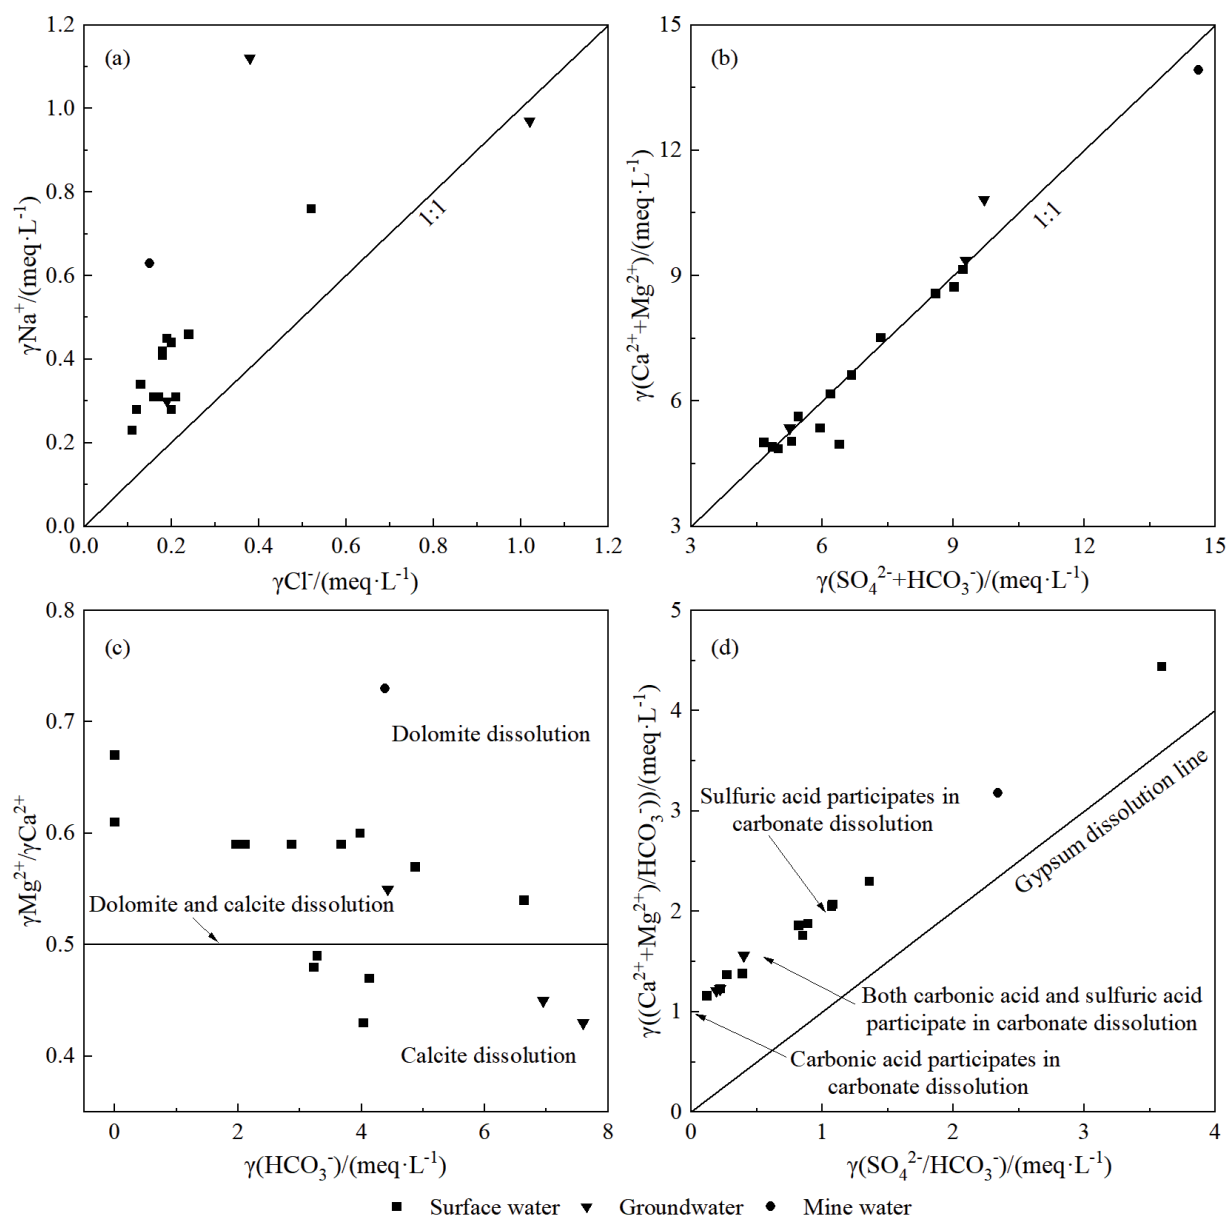 (a)
1.2
1.0
0.8
0.6
0.4
0.2
0.0
γNa⁺/(meq·L⁻¹)
1:1
0.0 0.2 0.4 0.6 0.8 1.0 1.2
γCl⁻/(meq·L⁻¹)
(b)
15
12
9
6
3
γ(Ca²⁺+Mg²⁺)/(meq·L⁻¹)
1:1
3 6 9 12 15
γ(SO₄²⁻+HCO₃⁻)/(meq·L⁻¹)
(c)
0.8
0.7
0.6
0.5
0.4
γMg²⁺/γCa²⁺
Dolomite dissolution
Dolomite and calcite dissolution
Calcite dissolution
0 2 4 6 8
γ(HCO₃⁻)/(meq·L⁻¹)
(d)
5
4
3
2
1
0
γ((Ca²⁺+Mg²⁺)/HCO₃⁻))/(meq·L⁻¹)
Sulfuric acid participates in
carbonate dissolution
Gypsum dissolution line
Both carbonic acid and sulfuric acid
participate in carbonate dissolution
Carbonic acid participates in
carbonate dissolution
0 1 2 3 4
γ(SO₄²⁻/HCO₃⁻)/(meq·L⁻¹)
Surface water Groundwater Mine water